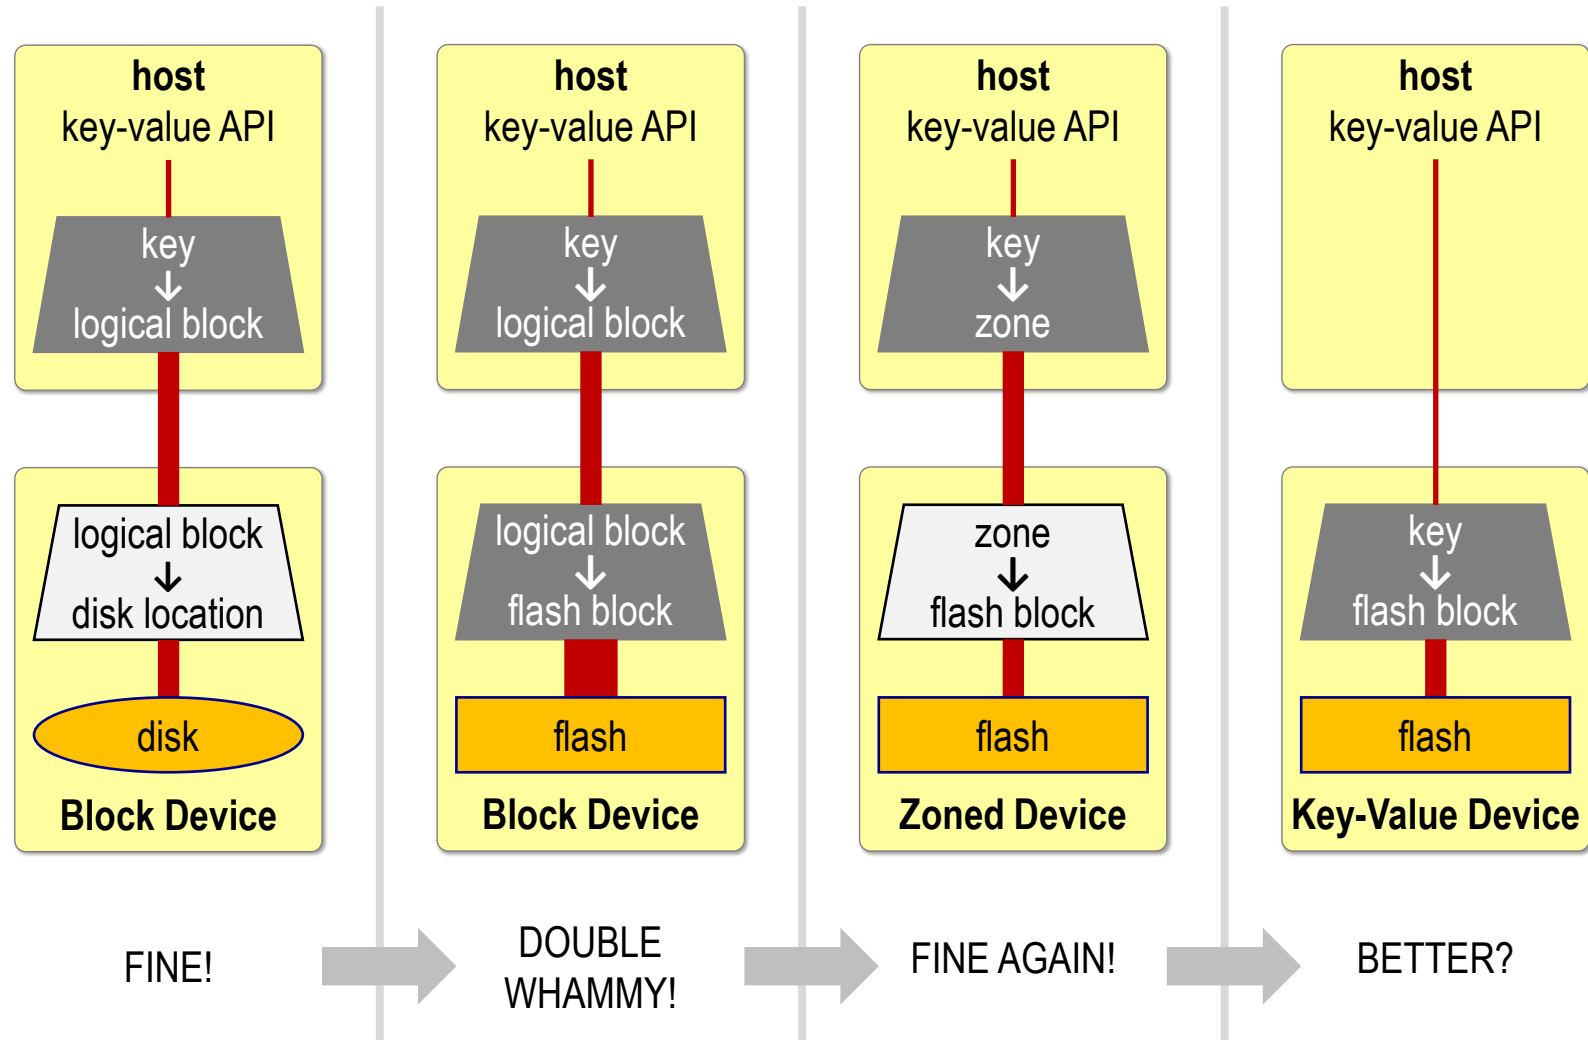 host
key-value API
key
↓
logical block
logical block
↓
disk location
disk
Block Device
FINE!
host
key-value API
key
↓
logical block
logical block
↓
flash block
flash
Block Device
DOUBLE
WHAMMY!
host
key-value API
key
↓
zone
zone
↓
flash block
flash
Zoned Device
FINE AGAIN!
host
key-value API
key
↓
flash block
flash
Key-Value Device
BETTER?